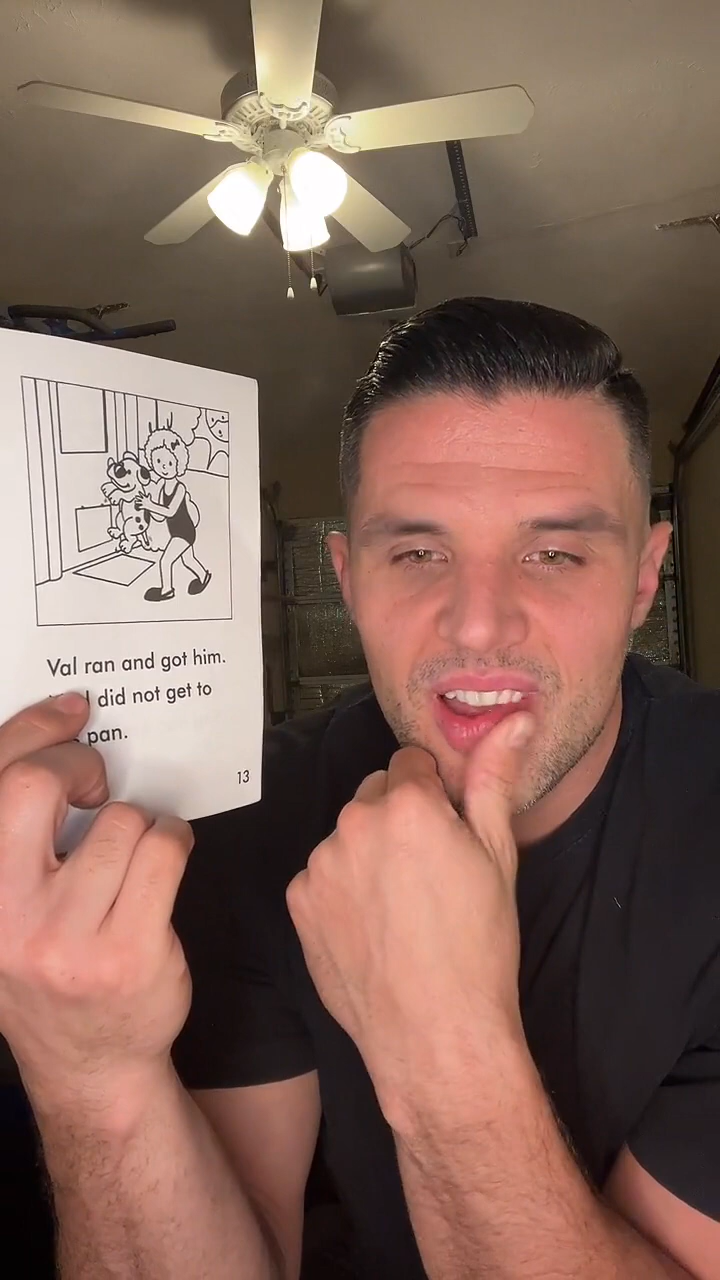 Val ran and got him.
did not get to
pan.
13